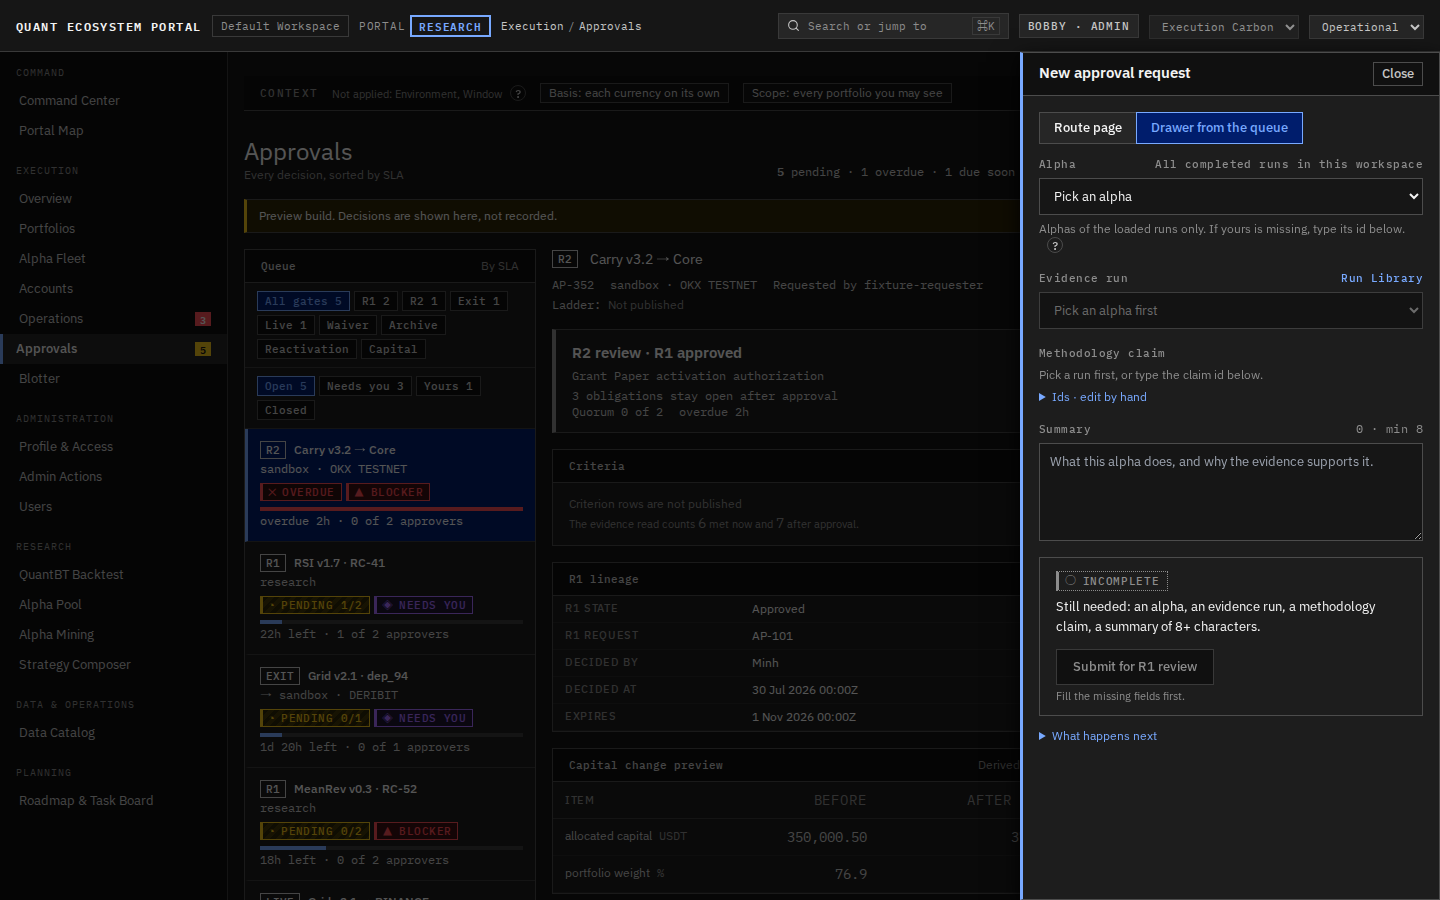 QUANT ECOSYSTEM PORTAL
Default Workspace
PORTAL
RESEARCH
Execution / Approvals
Search or jump to
⌘K
BOBBY · ADMIN
Execution Carbon
Operational
COMMAND
Command Center
Portal Map
EXECUTION
Overview
Portfolios
Alpha Fleet
Accounts
Operations 3
Approvals 5
Blotter
ADMINISTRATION
Profile & Access
Admin Actions
Users
RESEARCH
QuantBT Backtest
Alpha Pool
Alpha Mining
Strategy Composer
DATA & OPERATIONS
Data Catalog
PLANNING
Roadmap & Task Board
CONTEXT Not applied: Environment, Window ? Basis: each currency on its own Scope: every portfolio you may see
Approvals
Every decision, sorted by SLA
5 pending · 1 overdue · 1 due soon
Preview build. Decisions are shown here, not recorded.
Queue By SLA
All gates 5 R1 2 R2 1 Exit 1
Live 1 Waiver Archive
Reactivation Capital
Open 5 Needs you 3 Yours 1
Closed
R2 Carry v3.2 → Core
sandbox · OKX TESTNET
✕ OVERDUE ▲ BLOCKER
overdue 2h · 0 of 2 approvers
R1 RSI v1.7 · RC-41
research
PENDING 1/2 ◈ NEEDS YOU
22h left · 1 of 2 approvers
EXIT Grid v2.1 · dep_94
→ sandbox · DERIBIT
PENDING 0/1 ◈ NEEDS YOU
1d 20h left · 0 of 1 approvers
R1 MeanRev v0.3 · RC-52
research
PENDING 0/2 ▲ BLOCKER
18h left · 0 of 2 approvers
R2 Carry v3.2 → Core
AP-352 sandbox · OKX TESTNET Requested by fixture-requester
Ladder: Not published
R2 review · R1 approved
Grant Paper activation authorization
3 obligations stay open after approval
Quorum 0 of 2 overdue 2h
Criteria
Criterion rows are not published
The evidence read counts 6 met now and 7 after approval.
R1 lineage
R1 STATE Approved
R1 REQUEST AP-101
DECIDED BY Minh
DECIDED AT 30 Jul 2026 00:00Z
EXPIRES 1 Nov 2026 00:00Z
Capital change preview Derived
ITEM BEFORE AFTER
allocated capital USDT 350,000.50 3
portfolio weight % 76.9
New approval request
Close
Route page Drawer from the queue
Alpha All completed runs in this workspace
Pick an alpha
Alphas of the loaded runs only. If yours is missing, type its id below.
?
Evidence run Run Library
Pick an alpha first
Methodology claim
Pick a run first, or type the claim id below.
▶ Ids · edit by hand
Summary 0 · min 8
What this alpha does, and why the evidence supports it.
INCOMPLETE
Still needed: an alpha, an evidence run, a methodology
claim, a summary of 8+ characters.
Submit for R1 review
Fill the missing fields first.
▶ What happens next